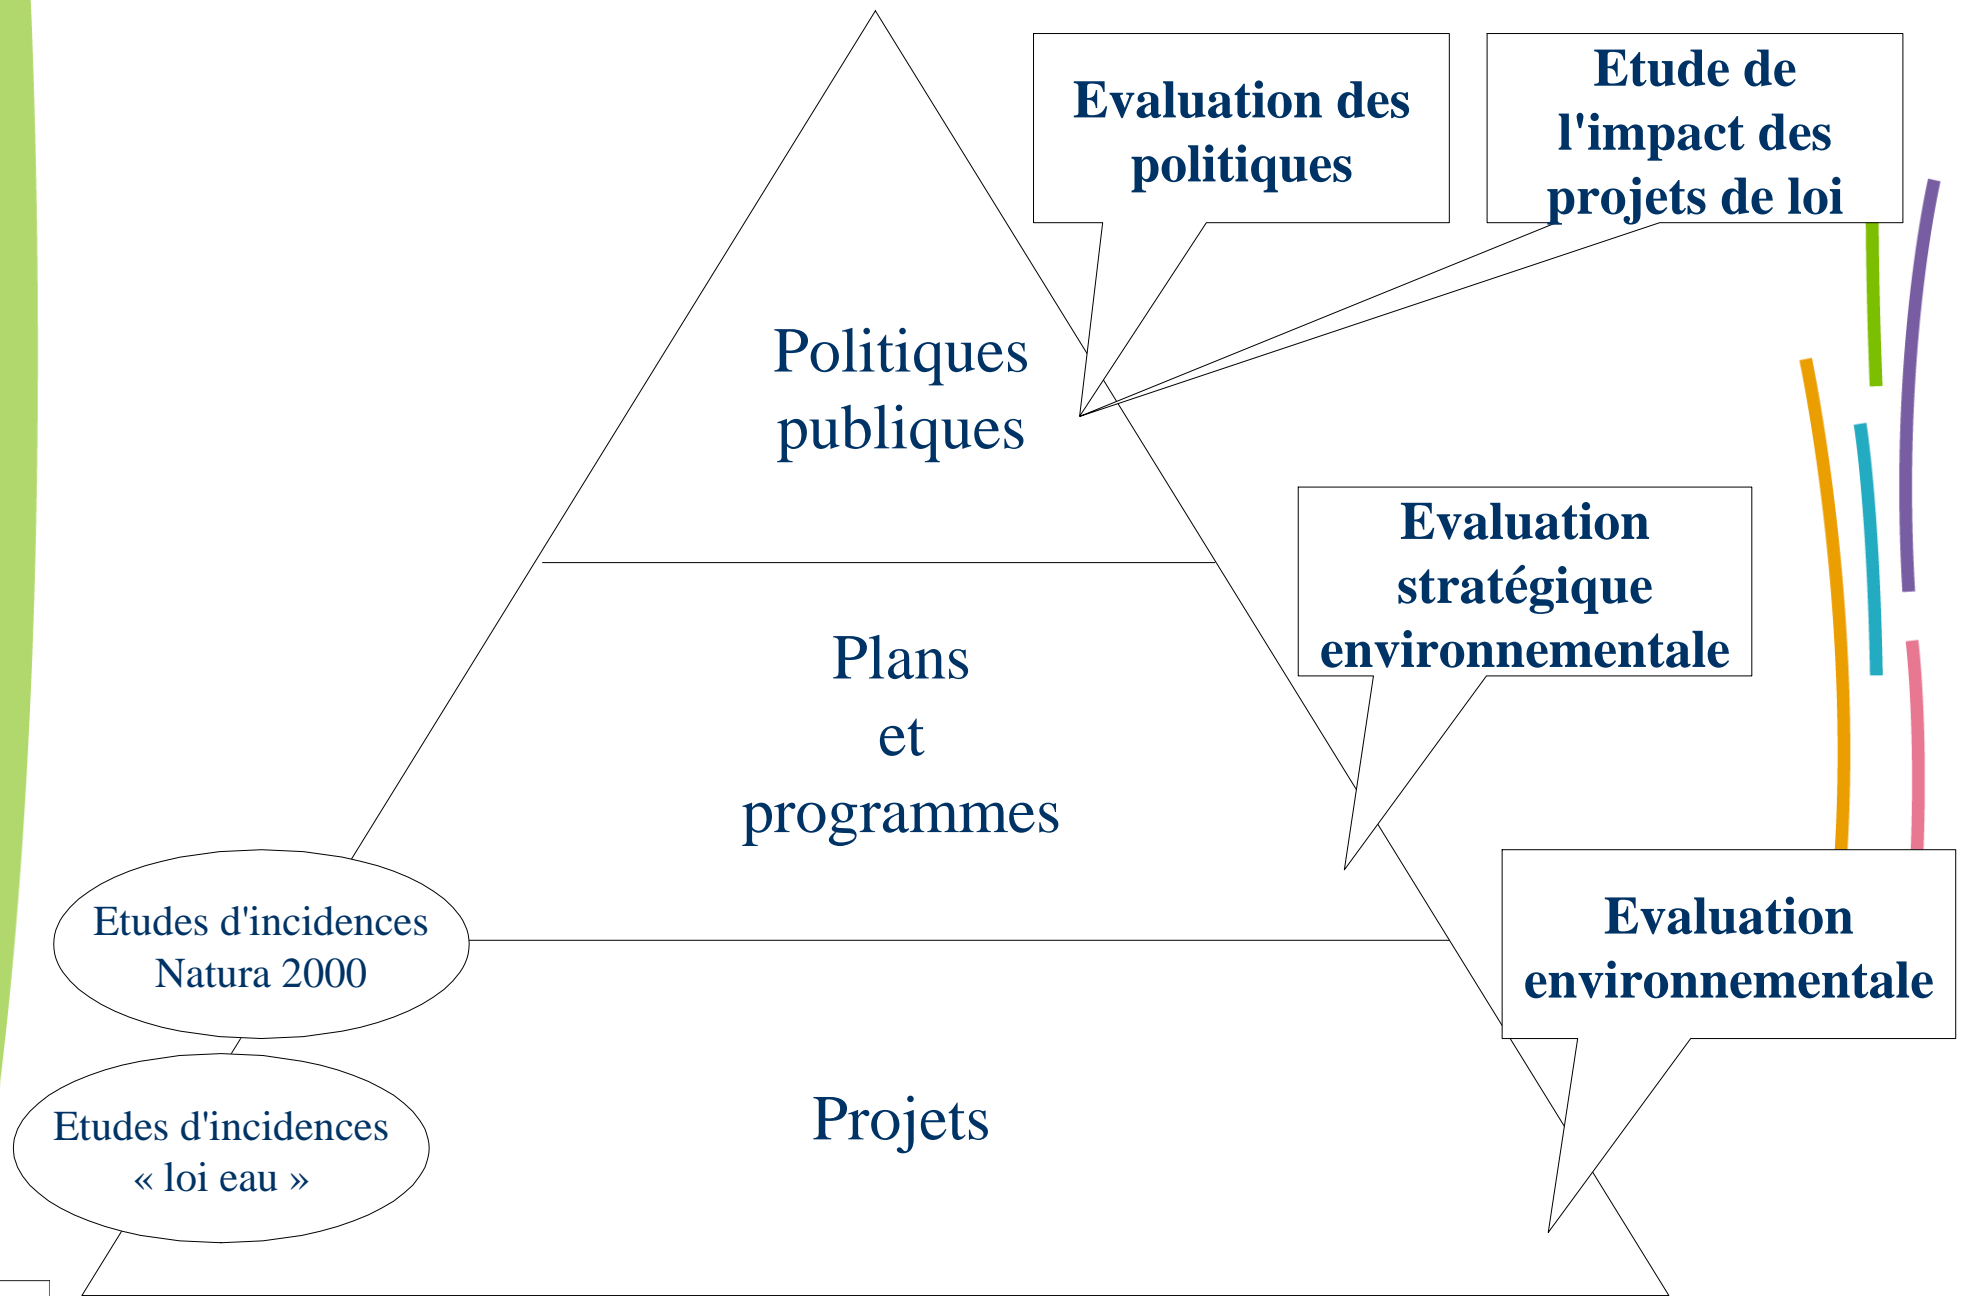 Evaluation des
politiques
Etude de
l'impact des
projets de loi
Politiques
publiques
Evaluation
stratégique
environnementale
Plans
et
programmes
Evaluation
environnementale
Etudes d'incidences
Natura 2000
Projets
Etudes d'incidences
« loi eau »